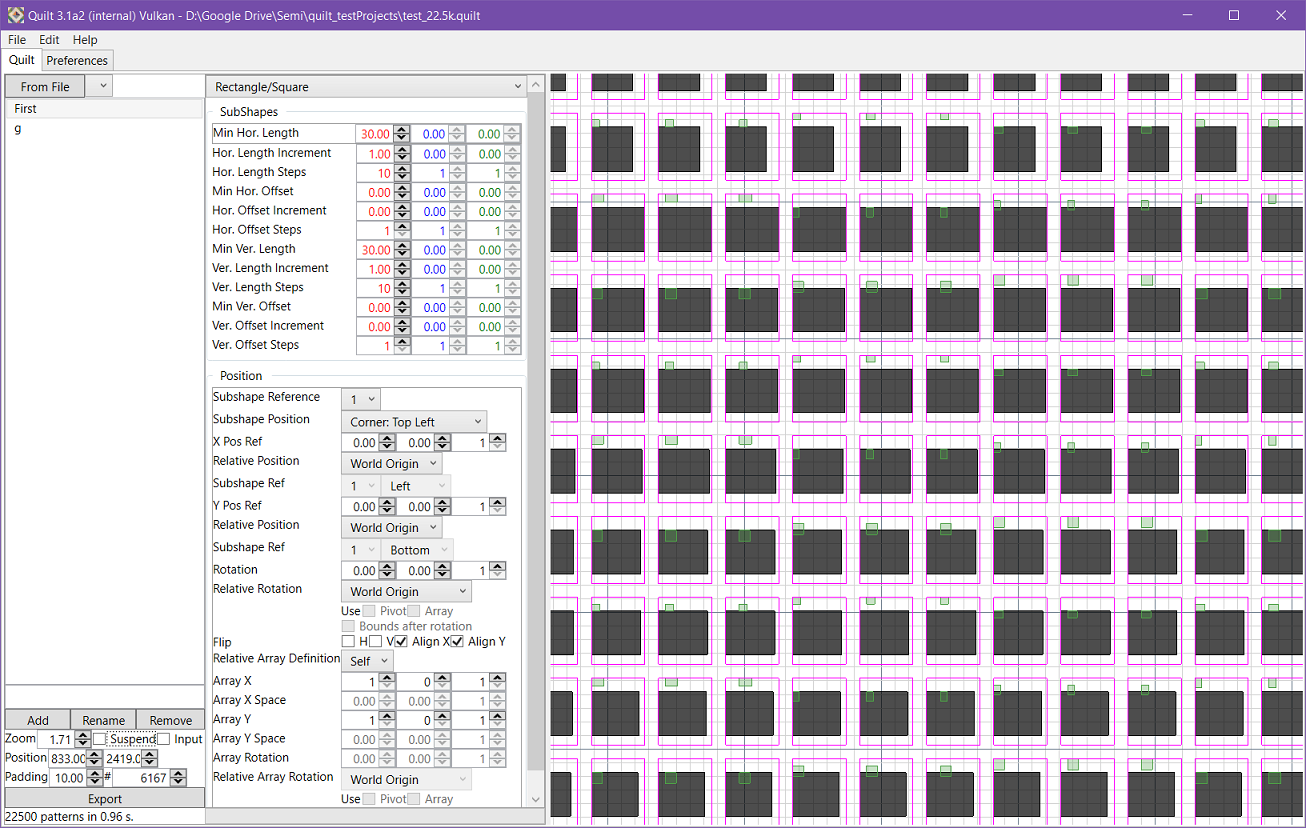 Quilt 3.1a2 (internal) Vulkan - D:\Google Drive\Semi\quilt_testProjects\test_22.5k.quilt
File Edit Help
Quilt Preferences
From File
First
g
Rectangle/Square
SubShapes
Min Hor. Length 30.00 0.00 0.00
Hor. Length Increment 1.00 0.00 0.00
Hor. Length Steps 10 1 1
Min Hor. Offset 0.00 0.00 0.00
Hor. Offset Increment 0.00 0.00 0.00
Hor. Offset Steps 1 1 1
Min Ver. Length 30.00 0.00 0.00
Ver. Length Increment 1.00 0.00 0.00
Ver. Length Steps 10 1 1
Min Ver. Offset 0.00 0.00 0.00
Ver. Offset Increment 0.00 0.00 0.00
Ver. Offset Steps 1 1 1
Position
Subshape Reference 1
Subshape Position Corner: Top Left
X Pos Ref 0.00 0.00 1
Relative Position World Origin
Subshape Ref 1 Left
Y Pos Ref 0.00 0.00 1
Relative Position World Origin
Subshape Ref 1 Bottom
Rotation 0.00 0.00 1
Relative Rotation World Origin
Use Pivot Array
Bounds after rotation
Flip H V Align X Align Y
Relative Array Definition Self
Array X 1 0 1
Array X Space 0.00 0.00 1
Array Y 1 0 1
Array Y Space 0.00 0.00 1
Array Rotation 0.00 0.00 1
Relative Array Rotation World Origin
Use Pivot Array
Add Rename Remove
Zoom 1.71 Suspend Input
Position 833.00 2419.0
Padding 10.00 # 6167
Export
22500 patterns in 0.96 s.